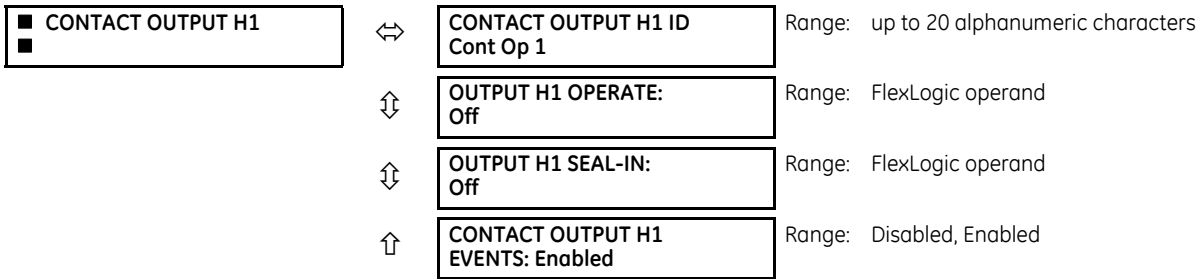 ■ CONTACT OUTPUT H1
■
CONTACT OUTPUT H1 ID
Cont Op 1
Range: up to 20 alphanumeric characters
OUTPUT H1 OPERATE:
Off
Range: FlexLogic operand
OUTPUT H1 SEAL-IN:
Off
Range: FlexLogic operand
CONTACT OUTPUT H1
EVENTS: Enabled
Range: Disabled, Enabled